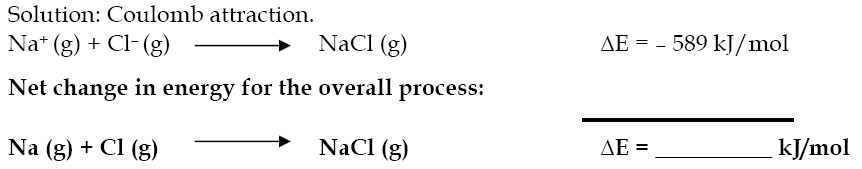 Solution: Coulomb attraction.
Na⁺ (g) + Cl⁻ (g) ⟶ NaCl (g) ΔE = – 589 kJ/mol
Net change in energy for the overall process:
Na (g) + Cl (g) ⟶ NaCl (g) ΔE = __________ kJ/mol